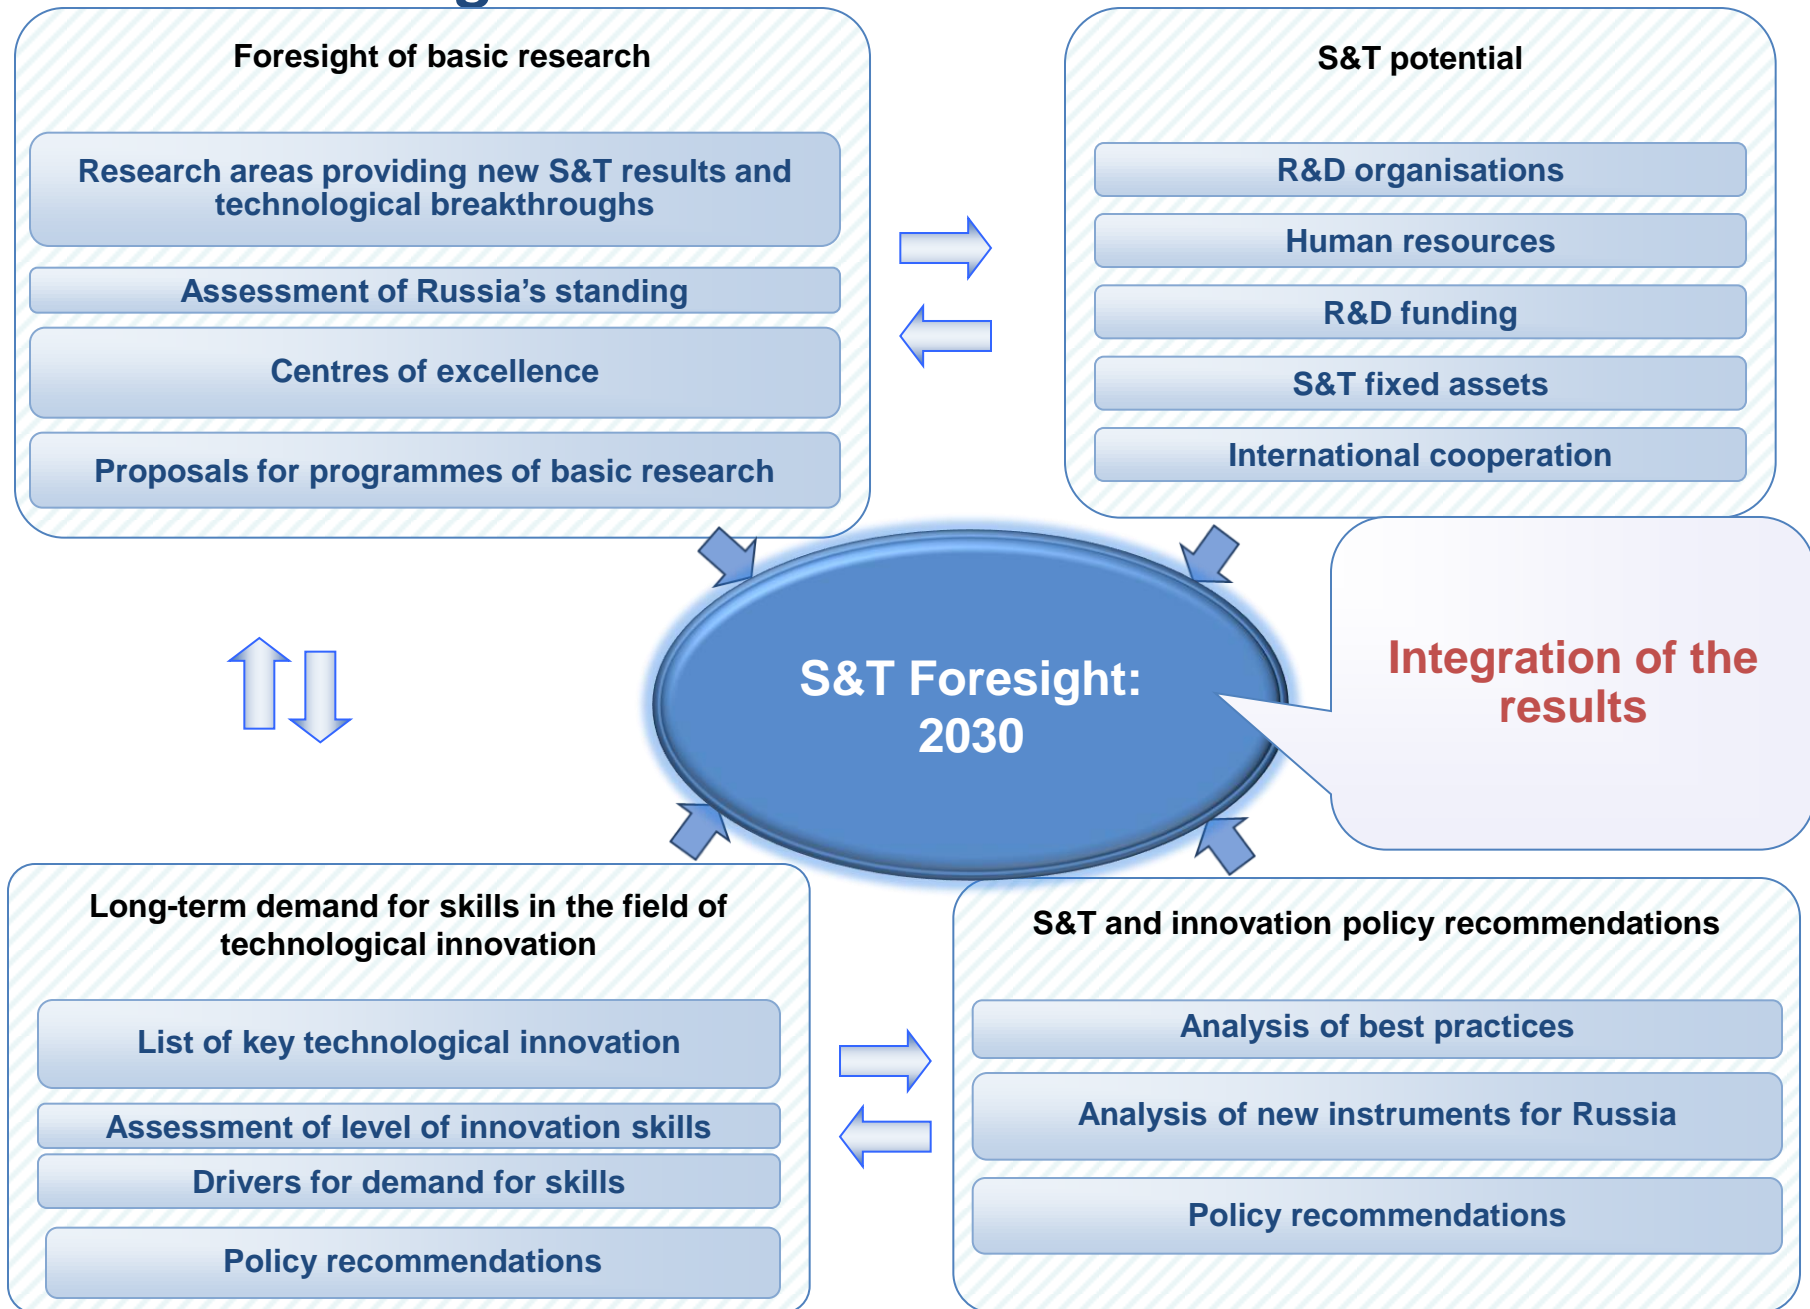 Foresight of basic research
Research areas providing new S&T results and
technological breakthroughs
Assessment of Russia’s standing
Centres of excellence
Proposals for programmes of basic research
S&T potential
R&D organisations
Human resources
R&D funding
S&T fixed assets
International cooperation
S&T Foresight:
2030
Integration of the
results
Long-term demand for skills in the field of
technological innovation
List of key technological innovation
Assessment of level of innovation skills
Drivers for demand for skills
Policy recommendations
S&T and innovation policy recommendations
Analysis of best practices
Analysis of new instruments for Russia
Policy recommendations